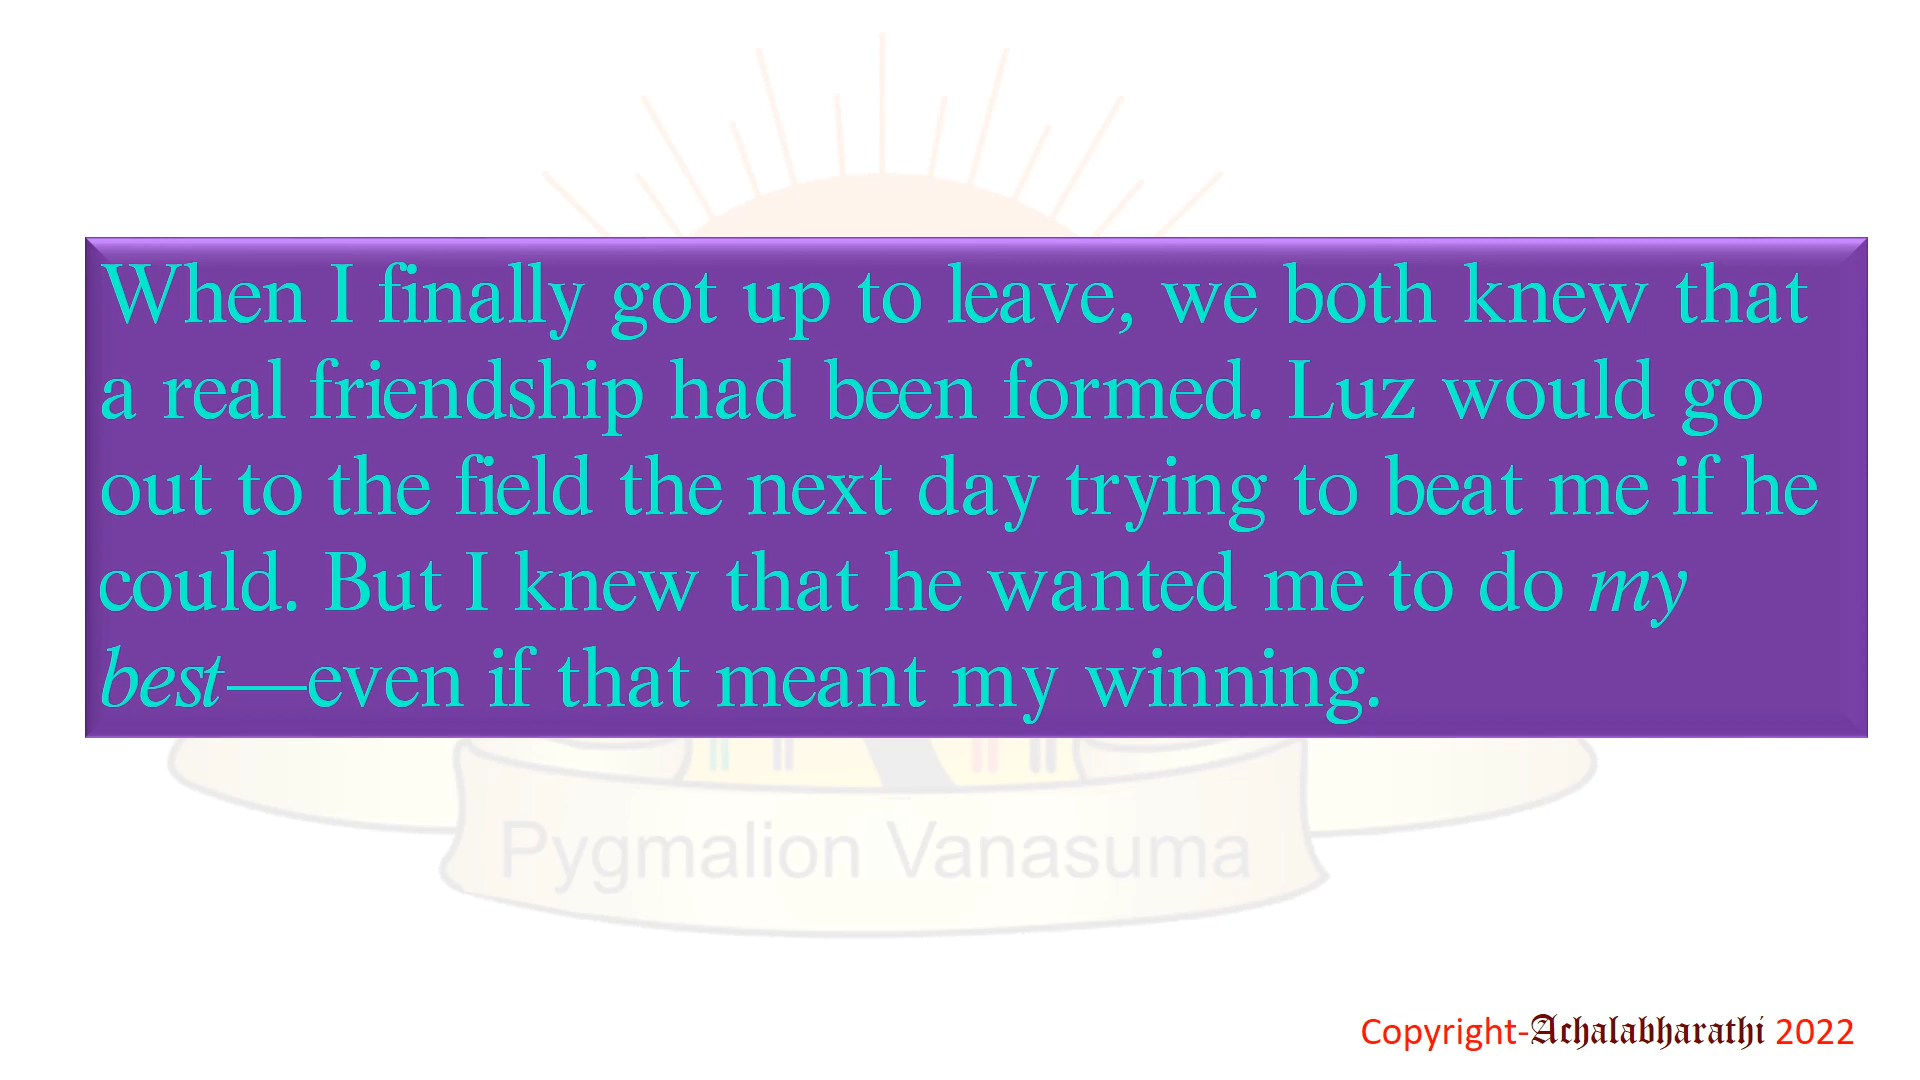 When I finally got up to leave, we both knew that
a real friendship had been formed. Luz would go
out to the field the next day trying to beat me if he
could. But I knew that he wanted me to do my
best—even if that meant my winning.
Pygmalion Vanasuma
Copyright-Achalabharathi 2022